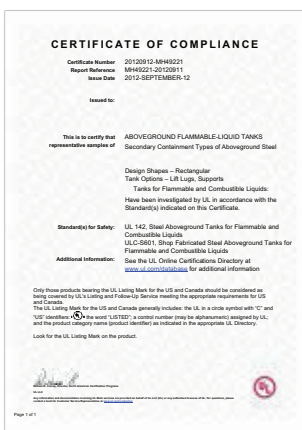 CERTIFICATE OF COMPLIANCE
Certificate Number 20120912-MH49221
Report Reference MH49221-20120911
Issue Date 2012-SEPTEMBER-12
Issued to:
This is to certify that ABOVEGROUND FLAMMABLE-LIQUID TANKS
representative samples of Secondary Containment Types of Aboveground Steel
Design Shapes – Rectangular
Tank Options – Lift Lugs, Supports
Tanks for Flammable and Combustible Liquids:
Have been investigated by UL in accordance with the
Standard(s) indicated on this Certificate.
Standard(s) for Safety: UL 142, Steel Aboveground Tanks for Flammable and
Combustible Liquids
ULC-S601, Shop Fabricated Steel Aboveground Tanks for
Flammable and Combustible Liquids
Additional Information: See the UL Online Certifications Directory at
www.ul.com/database for additional information
Only those products bearing the UL Listing Mark for the US and Canada should be considered as
being covered by UL's Listing and Follow-Up Service meeting the appropriate requirements for US
and Canada.
The UL Listing Mark for the US and Canada generally includes: the UL in a circle symbol with "C" and
"US" identifiers: the word "LISTED"; a control number (may be alphanumeric) assigned by UL;
and the product category name (product identifier) as indicated in the appropriate UL Directory.
Look for the UL Listing Mark on the product.
UL
Page 1 of 1